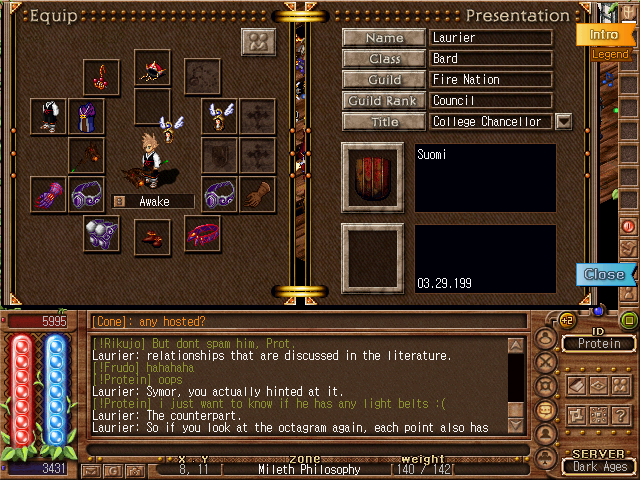 Equip
Presentation
Intro
Legend
Name Laurier
Class Bard
Guild Fire Nation
Guild Rank Council
Title College Chancellor
Suomi
Awake
03.29.199
Close
5995
[Cone]: any hosted?
[!Rikujo] But dont spam him, Prot.
Laurier: relationships that are discussed in the literature.
[!Frudo] hahahaha
[!Protein] oops
Laurier: Symor, you actually hinted at it.
[!Protein] i just want to know if he has any light belts :(
Laurier: The counterpart.
Laurier: So if you look at the octagram again, each point also has
+2
ID
Protein
3431
x y zone weight
8, 11 Mileth Philosophy [140 / 142[
SERVER
Dark Ages